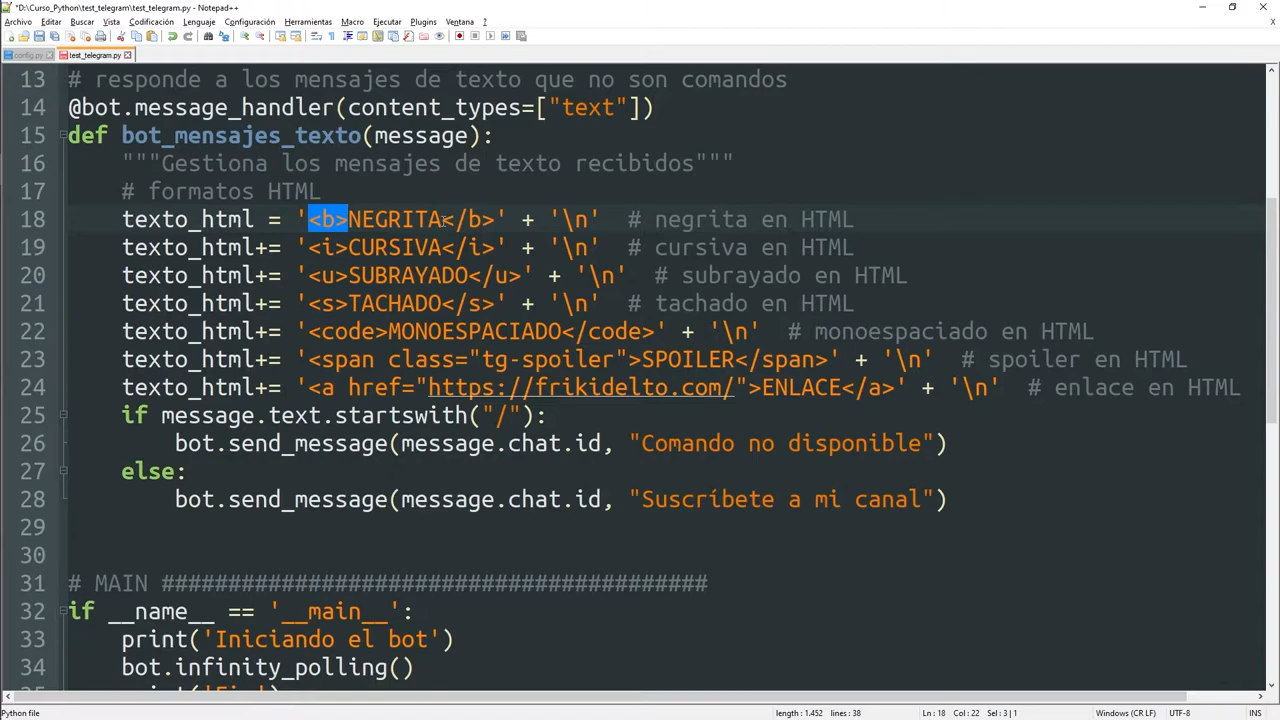 *D:\Curso_Python\test_telegram\test_telegram.py - Notepad++
Archivo Editar Buscar Vista Codificación Lenguaje Configuración Herramientas Macro Ejecutar Plugins Ventana ?
config.py test_telegram.py
13 # responde a los mensajes de texto que no son comandos
14 @bot.message_handler(content_types=["text"])
15 def bot_mensajes_texto(message):
16 """Gestiona los mensajes de texto recibidos"""
17 # formatos HTML
18 texto_html = '<b>NEGRITA</b>' + '\n' # negrita en HTML
19 texto_html+= '<i>CURSIVA</i>' + '\n' # cursiva en HTML
20 texto_html+= '<u>SUBRAYADO</u>' + '\n' # subrayado en HTML
21 texto_html+= '<s>TACHADO</s>' + '\n' # tachado en HTML
22 texto_html+= '<code>MONOESPACIADO</code>' + '\n' # monoespaciado en HTML
23 texto_html+= '<span class="tg-spoiler">SPOILER</span>' + '\n' # spoiler en HTML
24 texto_html+= '<a href="https://frikidelto.com/">ENLACE</a>' + '\n' # enlace en HTML
25 if message.text.startswith("/"):
26 bot.send_message(message.chat.id, "Comando no disponible")
27 else:
28 bot.send_message(message.chat.id, "Suscríbete a mi canal")
29
30
31 # MAIN #########################################
32 if __name__ == '__main__':
33 print('Iniciando el bot')
34 bot.infinity_polling()
Python file length : 1.452 lines : 38 Ln : 18 Col : 22 Sel : 3 | 1 Windows (CR LF) UTF-8 INS